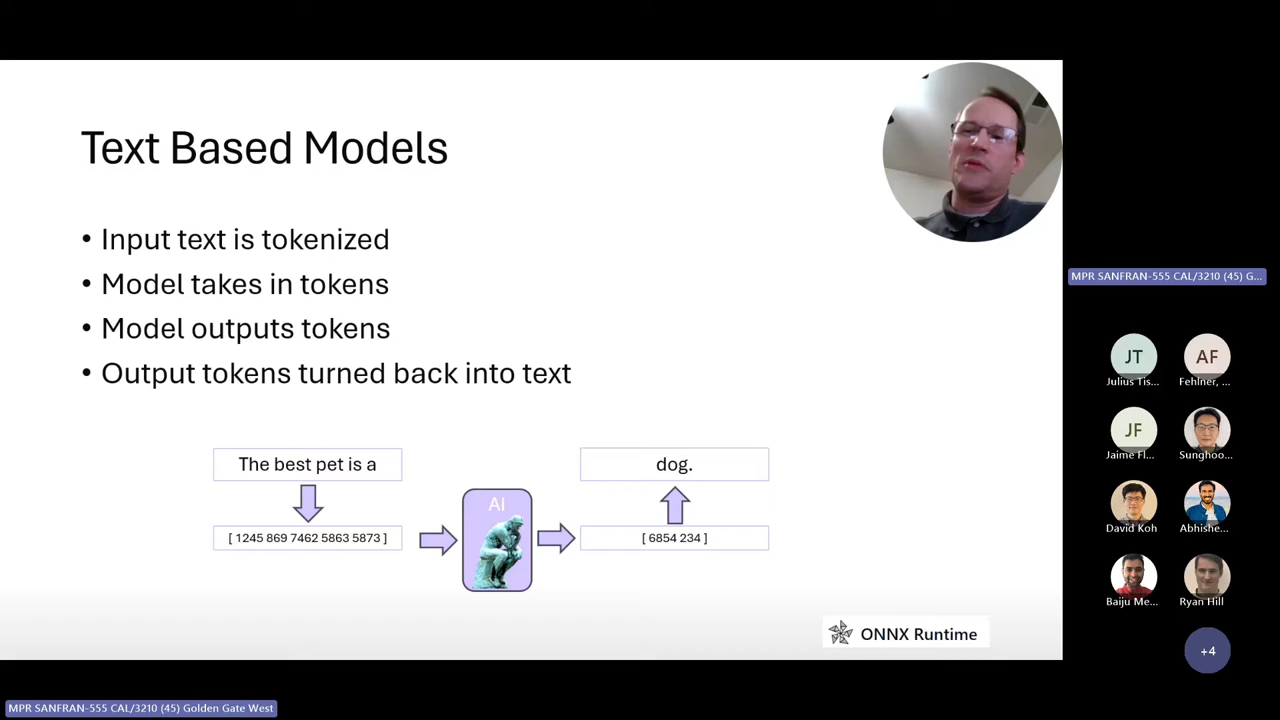 Text Based Models
• Input text is tokenized
• Model takes in tokens
• Model outputs tokens
• Output tokens turned back into text
The best pet is a
dog.
[ 1245 869 7462 5863 5873 ]
AI
[ 6854 234 ]
ONNX Runtime
MPR SANFRAN-555 CAL/3210 (45) G...
JT
AF
Julius Tis...
Fehlner, ...
JF
Jaime Fl...
Sunghoo...
David Koh
Abhishe...
Baiju Me...
Ryan Hill
+4
MPR SANFRAN-555 CAL/3210 (45) Golden Gate West